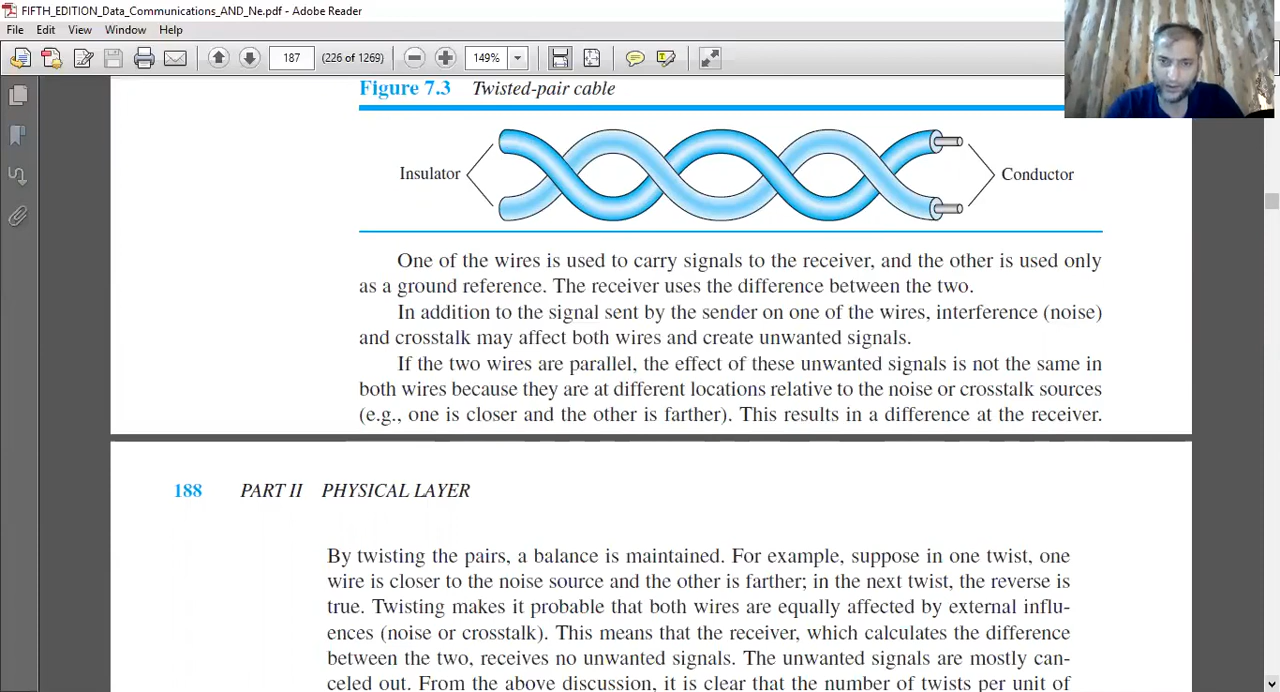 FIFTH_EDITION_Data_Communications_AND_Ne.pdf - Adobe Reader
File Edit View Window Help
187 (226 of 1269) 149%
Figure 7.3 Twisted-pair cable
Insulator
Conductor
One of the wires is used to carry signals to the receiver, and the other is used only
as a ground reference. The receiver uses the difference between the two.
In addition to the signal sent by the sender on one of the wires, interference (noise)
and crosstalk may affect both wires and create unwanted signals.
If the two wires are parallel, the effect of these unwanted signals is not the same in
both wires because they are at different locations relative to the noise or crosstalk sources
(e.g., one is closer and the other is farther). This results in a difference at the receiver.
188 PART II PHYSICAL LAYER
By twisting the pairs, a balance is maintained. For example, suppose in one twist, one
wire is closer to the noise source and the other is farther; in the next twist, the reverse is
true. Twisting makes it probable that both wires are equally affected by external influ-
ences (noise or crosstalk). This means that the receiver, which calculates the difference
between the two, receives no unwanted signals. The unwanted signals are mostly can-
celed out. From the above discussion, it is clear that the number of twists per unit of